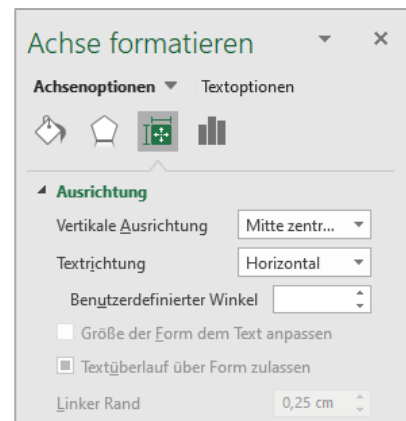 Achse formatieren
Achsenoptionen Textoptionen
Ausrichtung
Vertikale Ausrichtung Mitte zentr...
Textrichtung Horizontal
Benutzerdefinierter Winkel
Größe der Form dem Text anpassen
Textüberlauf über Form zulassen
Linker Rand 0,25 cm